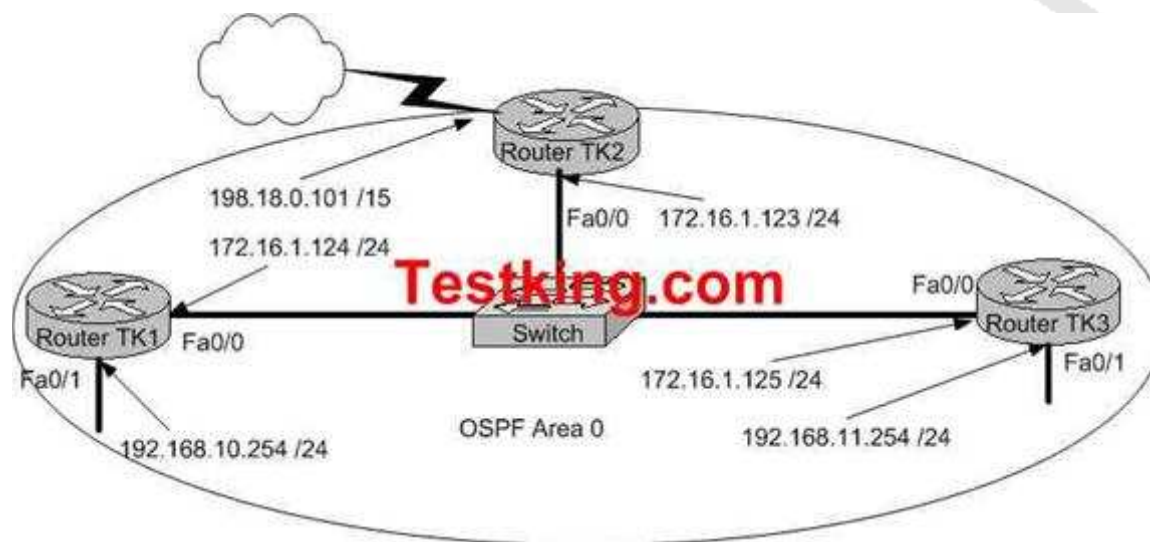 Router TK2
198.18.0.101 /15
Fa0/0
172.16.1.123 /24
172.16.1.124 /24
Testking.com
Fa0/0
Router TK1
Fa0/0
Switch
Router TK3
Fa0/1
172.16.1.125 /24
Fa0/1
OSPF Area 0
192.168.10.254 /24
192.168.11.254 /24